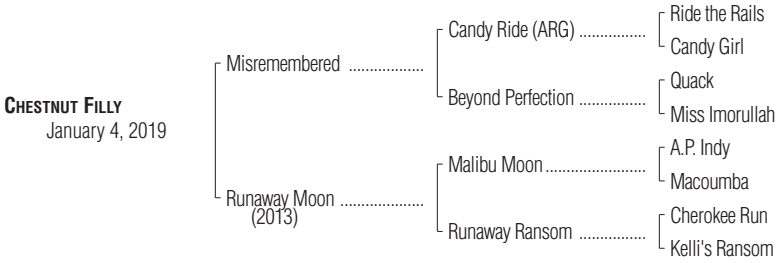 Ride the Rails
Candy Ride (ARG) ................
Candy Girl
Misremembered ..................
Quack
Beyond Perfection ................
Miss Imorullah
CHESTNUT FILLY
January 4, 2019
A.P. Indy
Malibu Moon ........................
Macoumba
Runaway Moon ....................
(2013)
Cherokee Run
Runaway Ransom ................
Kelli's Ransom